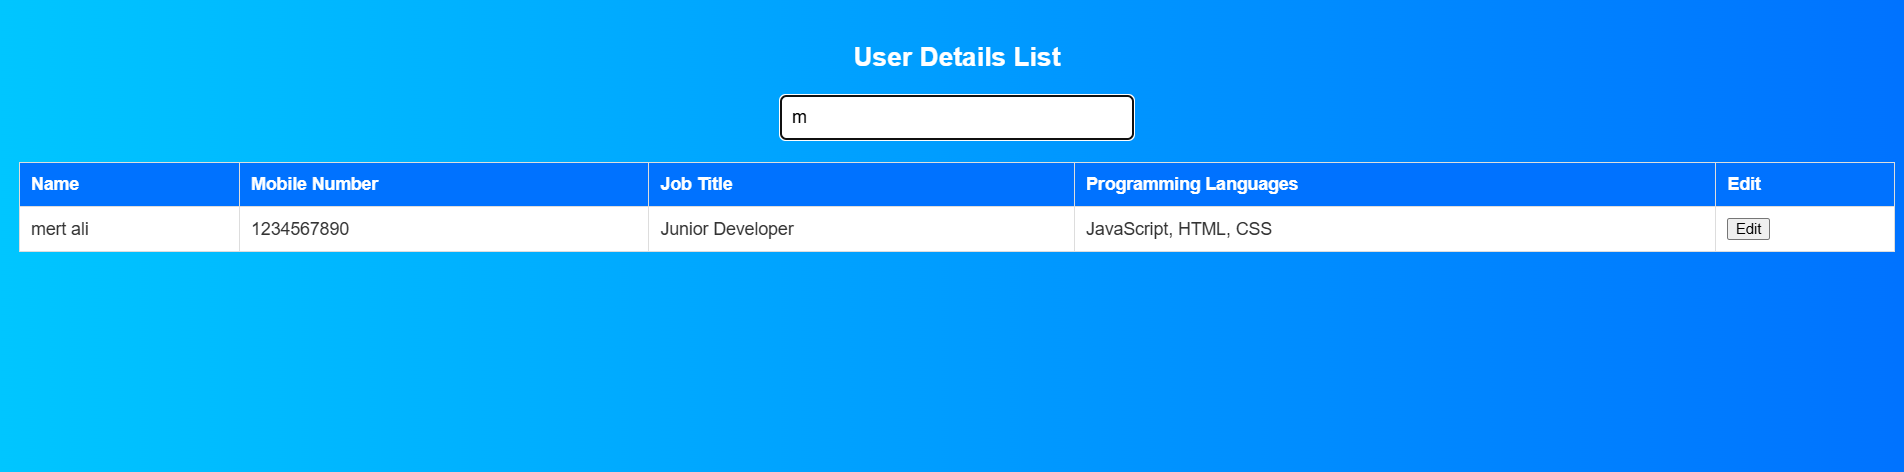 User Details List
m
Name Mobile Number Job Title Programming Languages Edit
mert ali 1234567890 Junior Developer JavaScript, HTML, CSS Edit